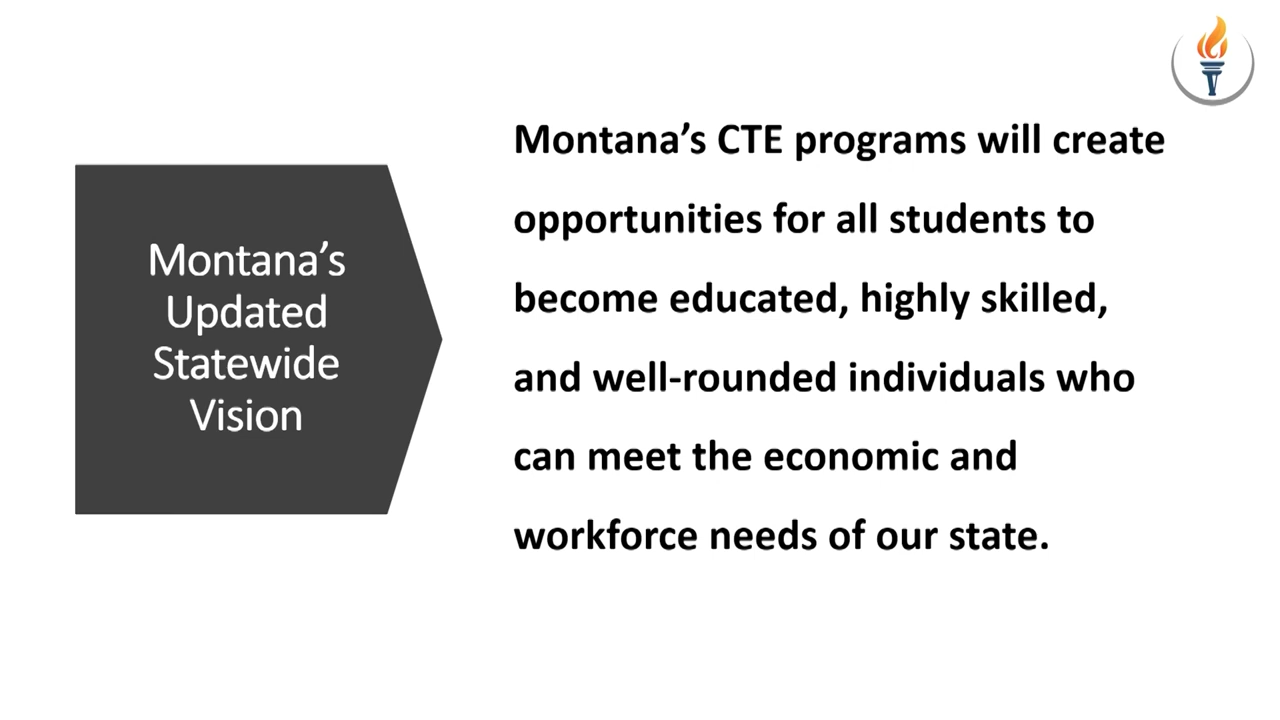 Montana’s
Updated
Statewide
Vision
Montana’s CTE programs will create
opportunities for all students to
become educated, highly skilled,
and well-rounded individuals who
can meet the economic and
workforce needs of our state.